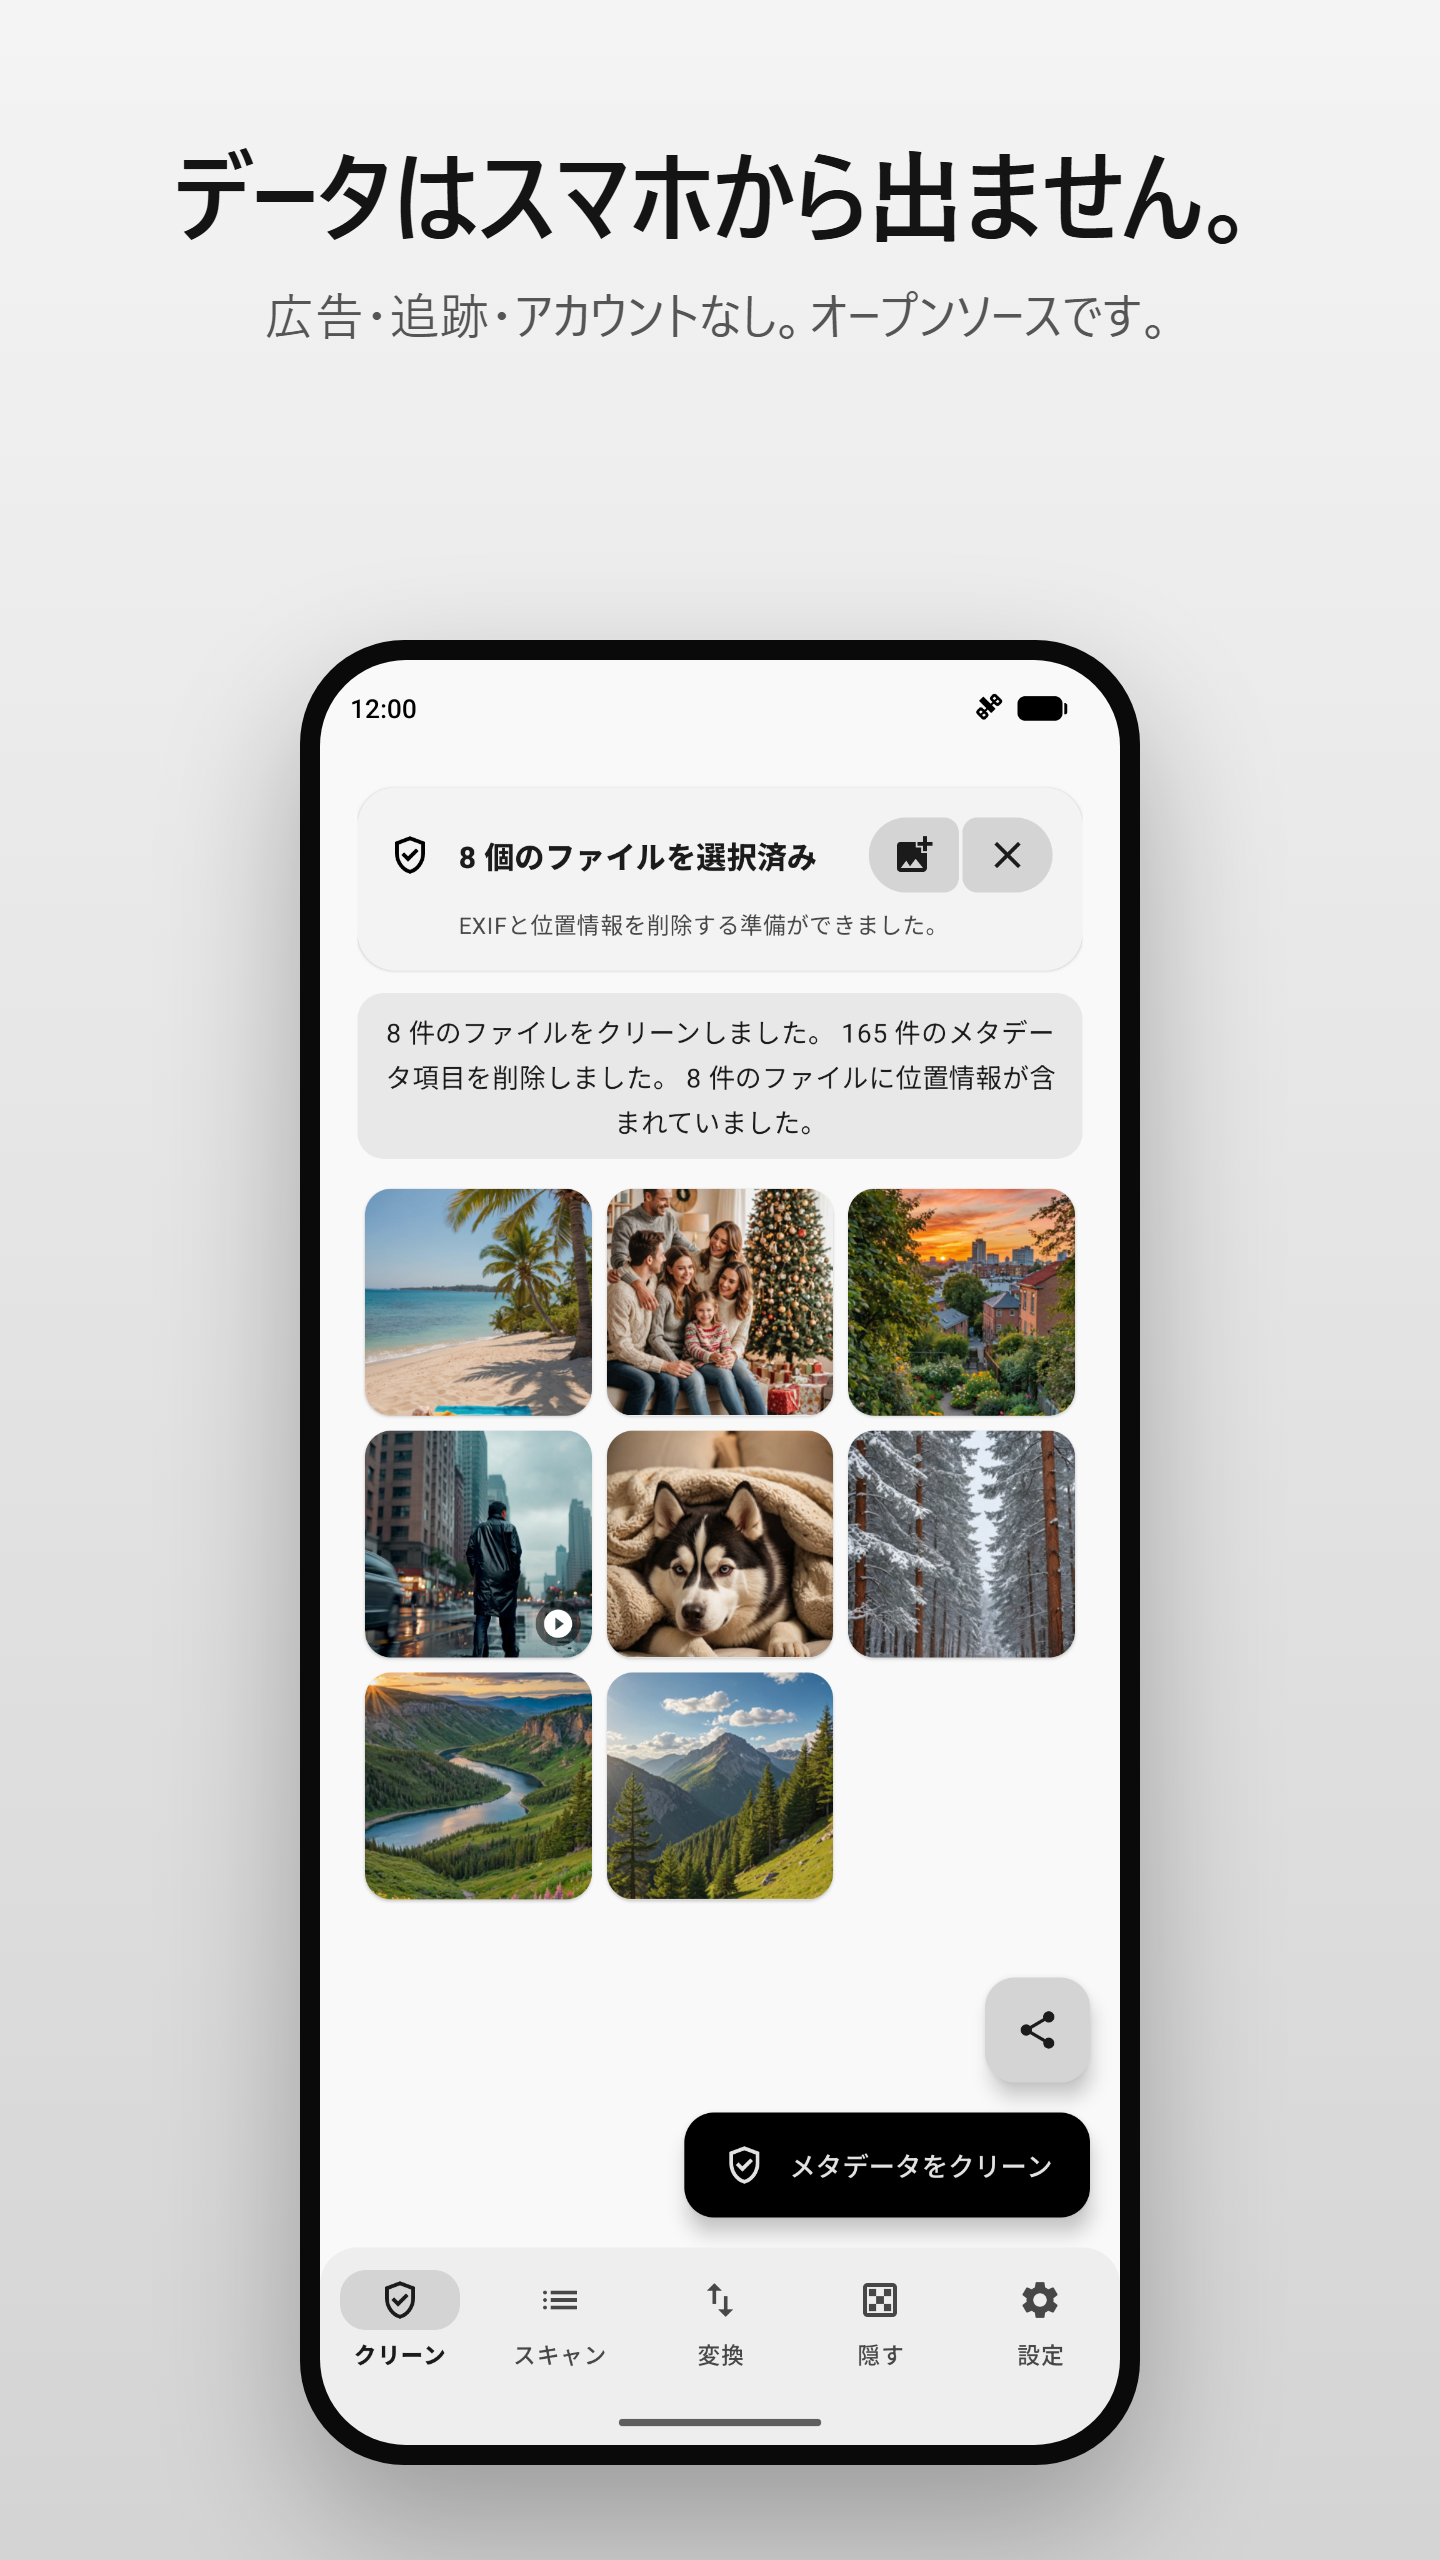 データはスマホから出ません。
広告・追跡・アカウントなし。オープンソースです。
12:00
8 個のファイルを選択済み
EXIFと位置情報を削除する準備ができました。
8 件のファイルをクリーンしました。 165 件のメタデー
タ項目を削除しました。 8 件のファイルに位置情報が含
まれていました。
メタデータをクリーン
クリーン
スキャン
変換
隠す
設定